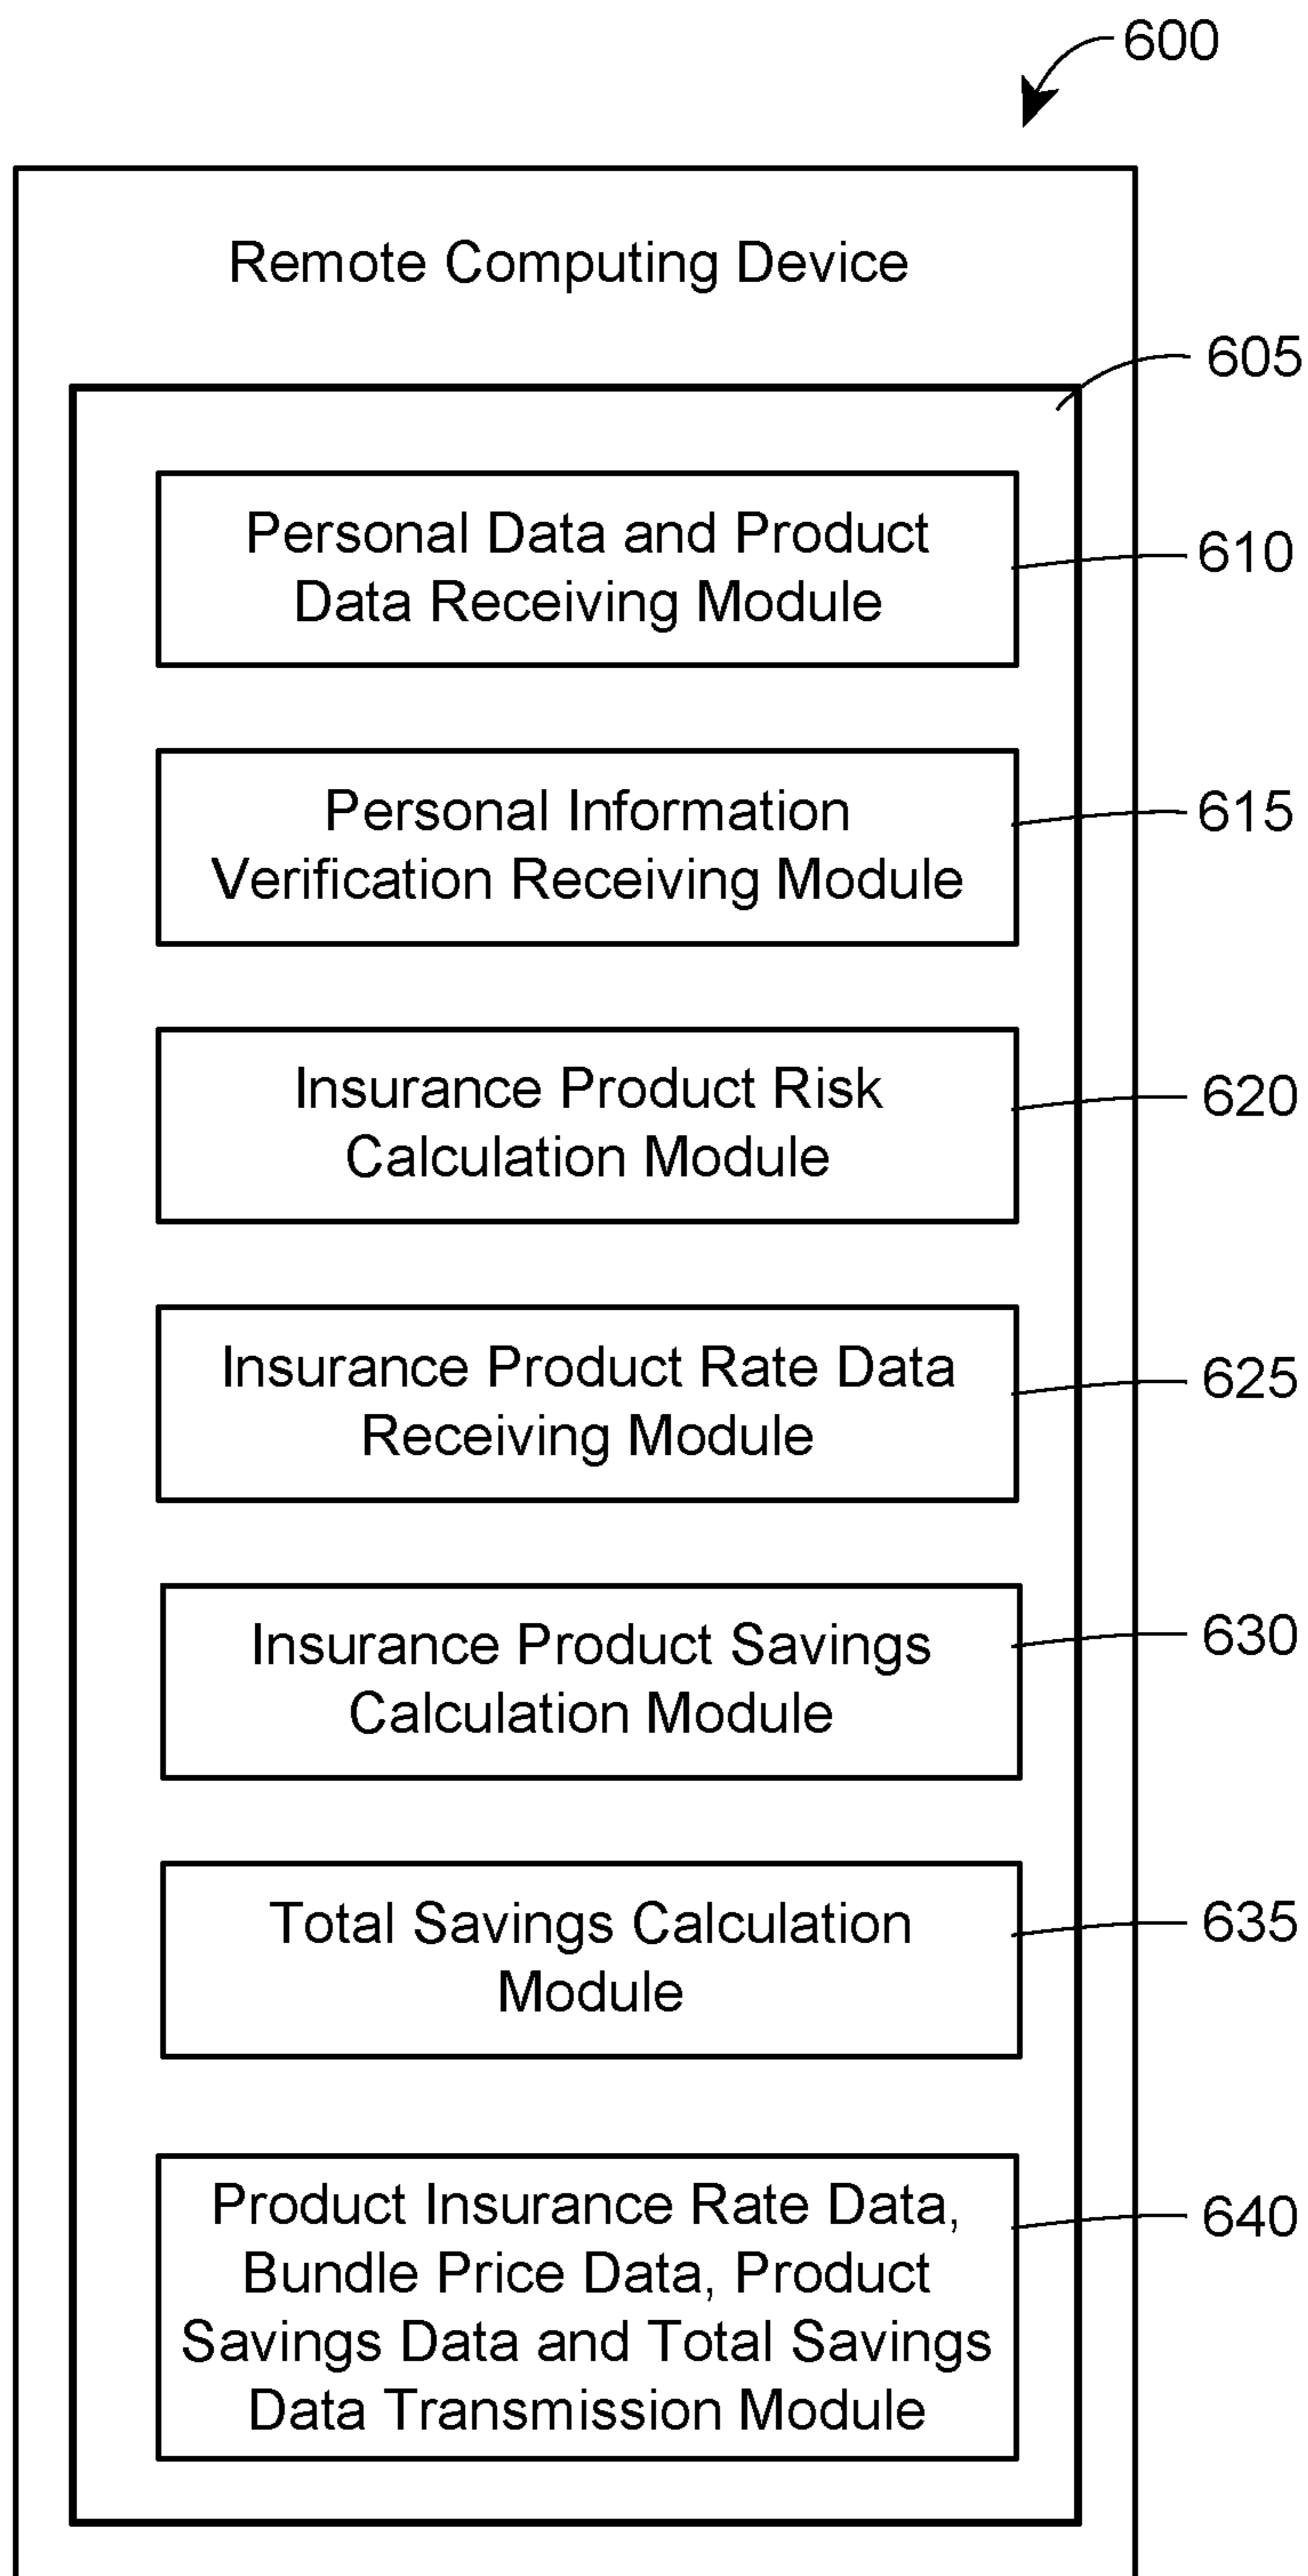 600
Remote Computing Device
605
Personal Data and Product
Data Receiving Module
610
Personal Information
Verification Receiving Module
615
Insurance Product Risk
Calculation Module
620
Insurance Product Rate Data
Receiving Module
625
Insurance Product Savings
Calculation Module
630
Total Savings Calculation
Module
635
Product Insurance Rate Data,
Bundle Price Data, Product
Savings Data and Total Savings
Data Transmission Module
640